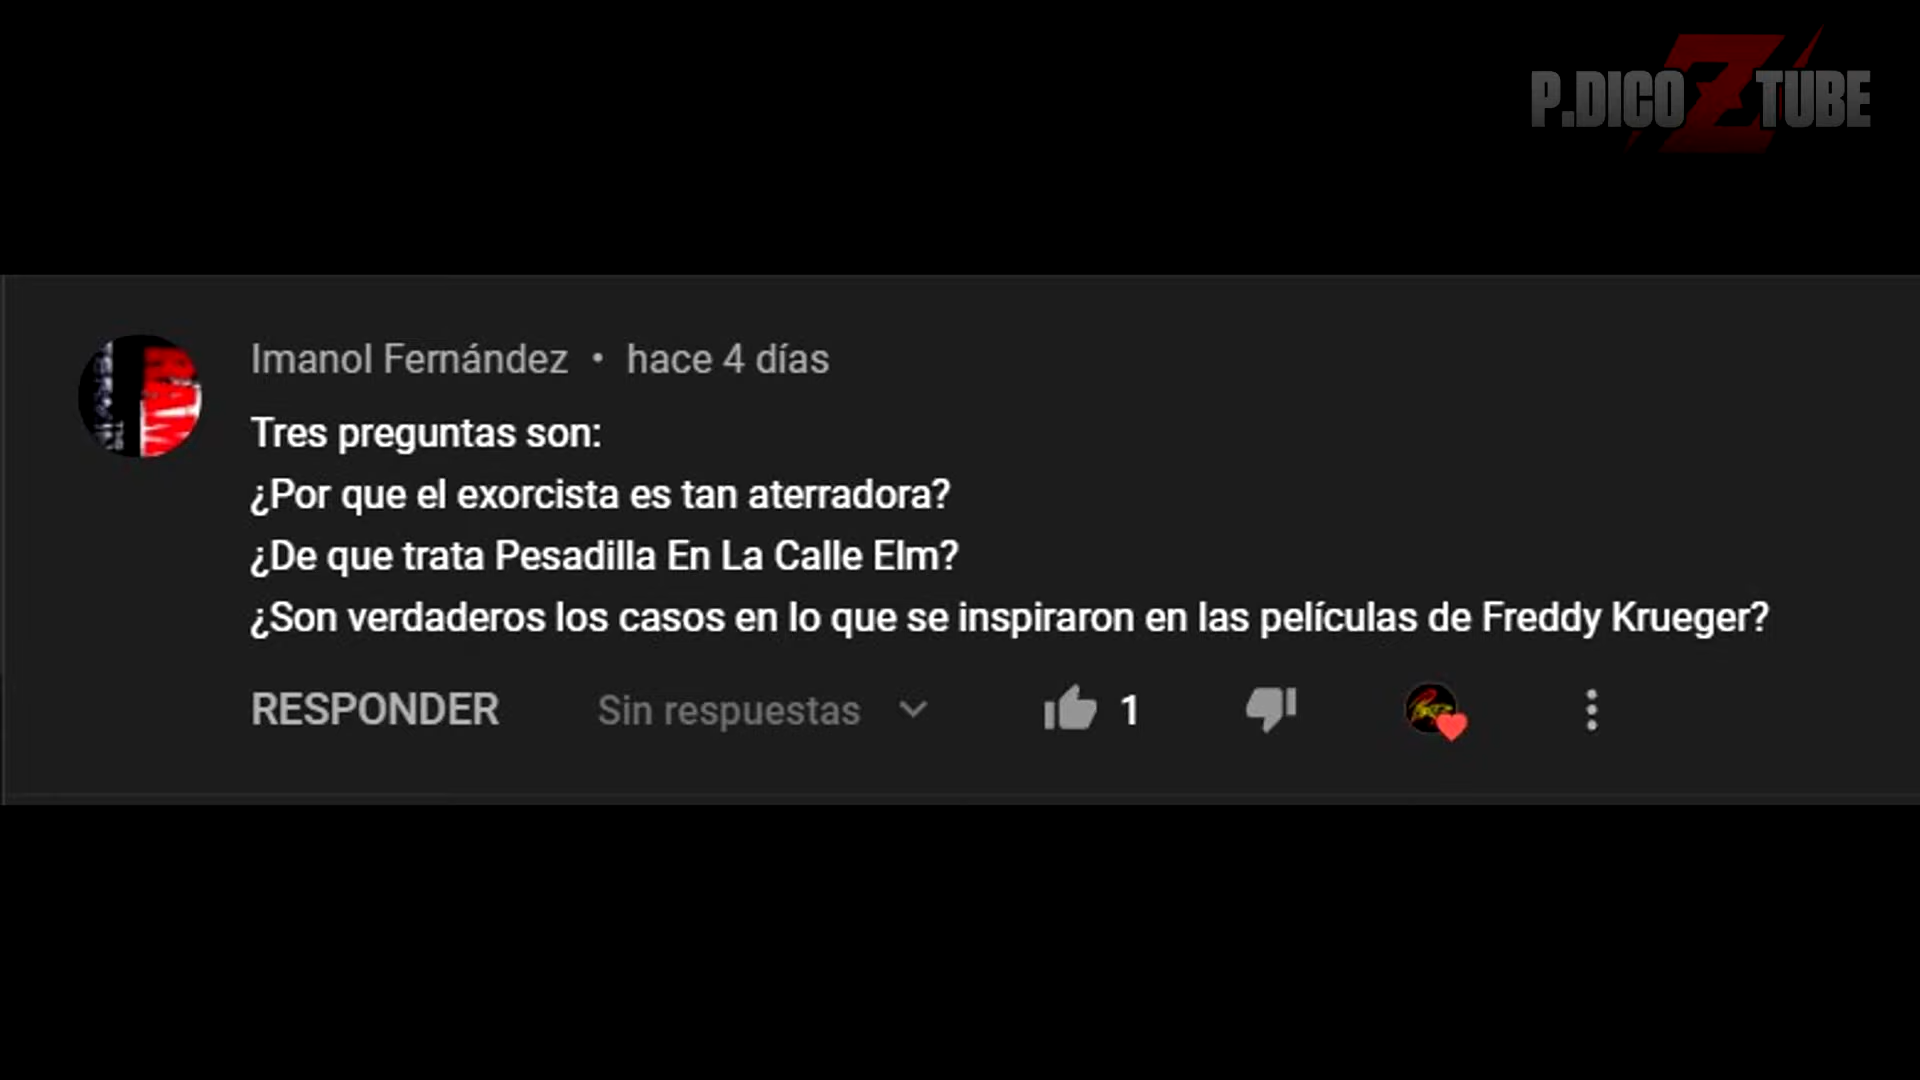 P.DICO Z TUBE
Imanol Fernández • hace 4 días
Tres preguntas son:
¿Por que el exorcista es tan aterradora?
¿De que trata Pesadilla En La Calle Elm?
¿Son verdaderos los casos en lo que se inspiraron en las películas de Freddy Krueger?
RESPONDER Sin respuestas 1